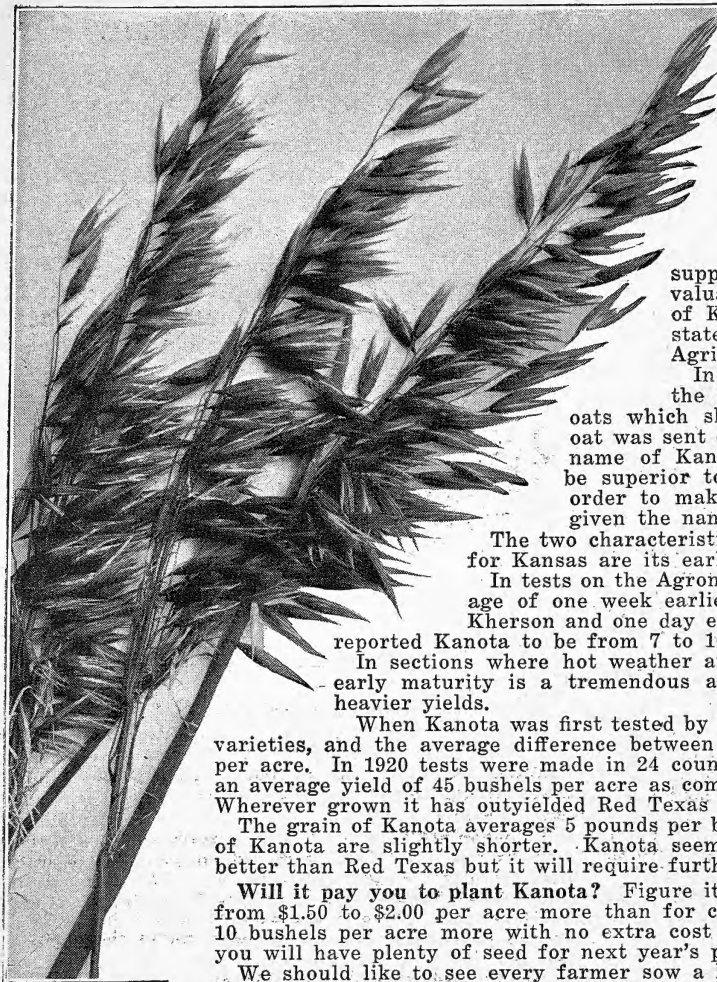 supp
valu
of K
state
Agri
In
the
oats which sl
oat was sent
name of Kan
be superior to
order to mak
given the nan
The two characterist
for Kansas are its earl
In tests on the Agron
age of one week earlie
Kherson and one day e
reported Kanota to be from 7 to 1
In sections where hot weather a
early maturity is a tremendous a
heavier yields.
When Kanota was first tested by
varieties, and the average difference between
per acre. In 1920 tests were made in 24 coun
an average yield of 45 bushels per acre as com
Wherever grown it has outyielded Red Texas
The grain of Kanota averages 5 pounds per b
of Kanota are slightly shorter. Kanota seem
better than Red Texas but it will require furth
Will it pay you to plant Kanota? Figure it
from $1.50 to $2.00 per acre more than for c
10 bushels per acre more with no extra cost
you will have plenty of seed for next year's p
We should like to see every farmer sow a